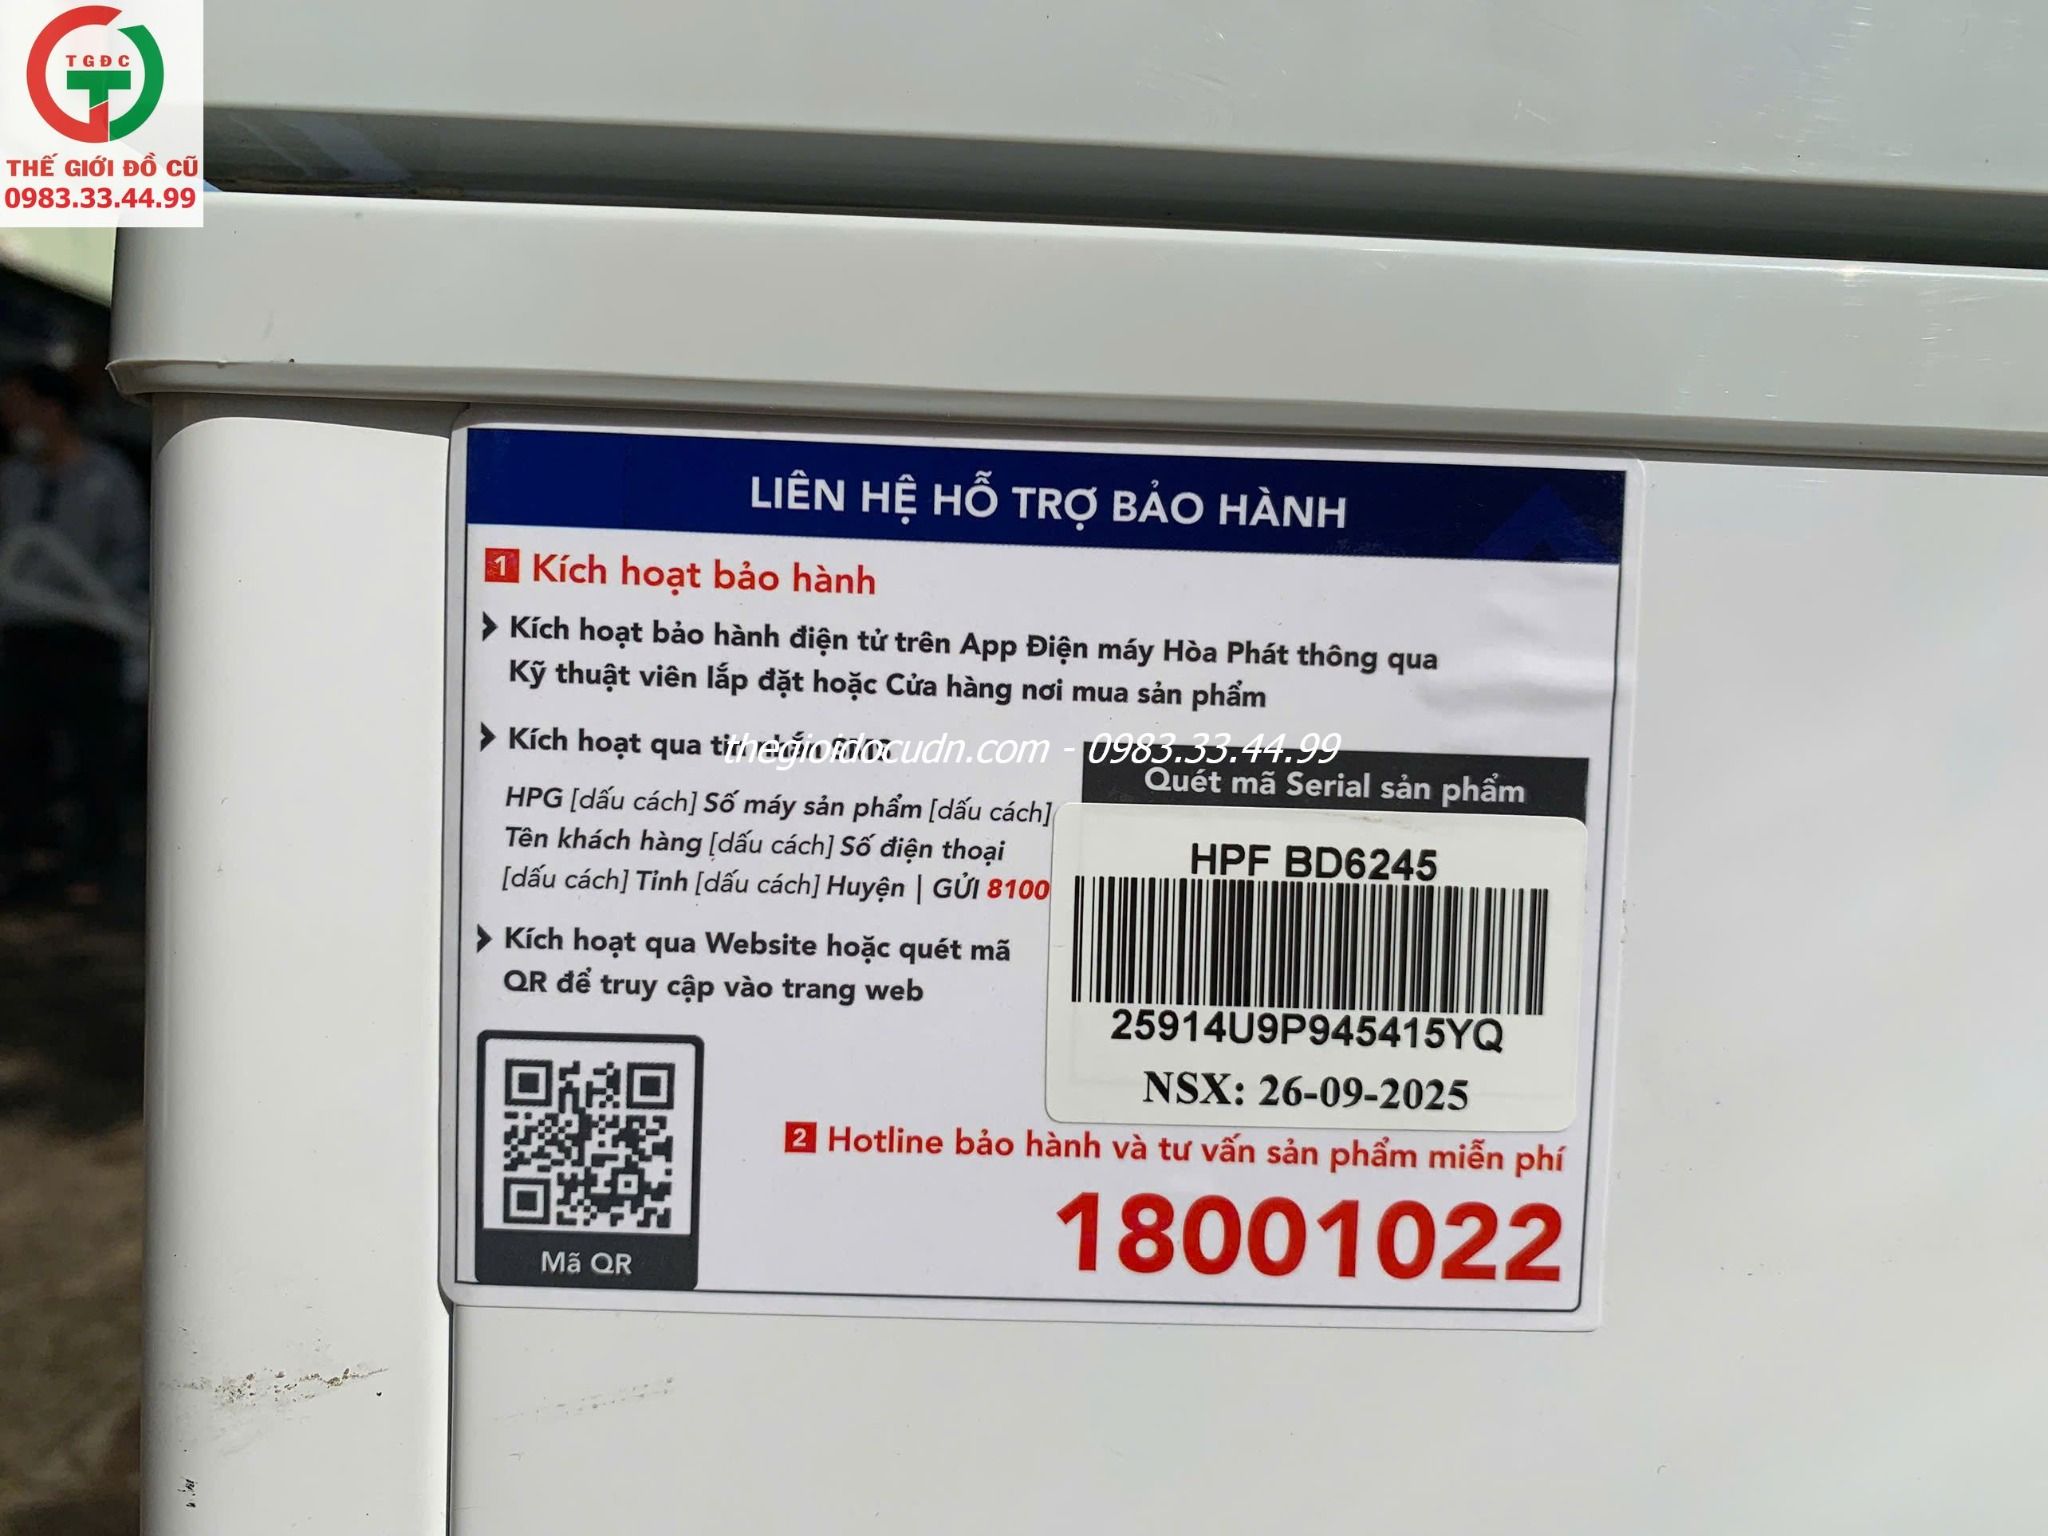 TGĐC
THẾ GIỚI ĐỒ CŨ
0983.33.44.99
LIÊN HỆ HỖ TRỢ BẢO HÀNH
1 Kích hoạt bảo hành
Kích hoạt bảo hành điện tử trên App Điện máy Hòa Phát thông qua
Kỹ thuật viên lắp đặt hoặc Cửa hàng nơi mua sản phẩm
Kích hoạt qua
thegioidocudn.com - 0983.33.44.99
HPG [dấu cách] Số máy sản phẩm [dấu cách]
Tên khách hàng [dấu cách] Số điện thoại
[dấu cách] Tỉnh [dấu cách] Huyện | GỬI 8100
Kích hoạt qua Website hoặc quét mã
QR để truy cập vào trang web
Mã QR
Quét mã Serial sản phẩm
HPF BD6245
25914U9P945415YQ
NSX: 26-09-2025
2 Hotline bảo hành và tư vấn sản phẩm miễn phí
18001022